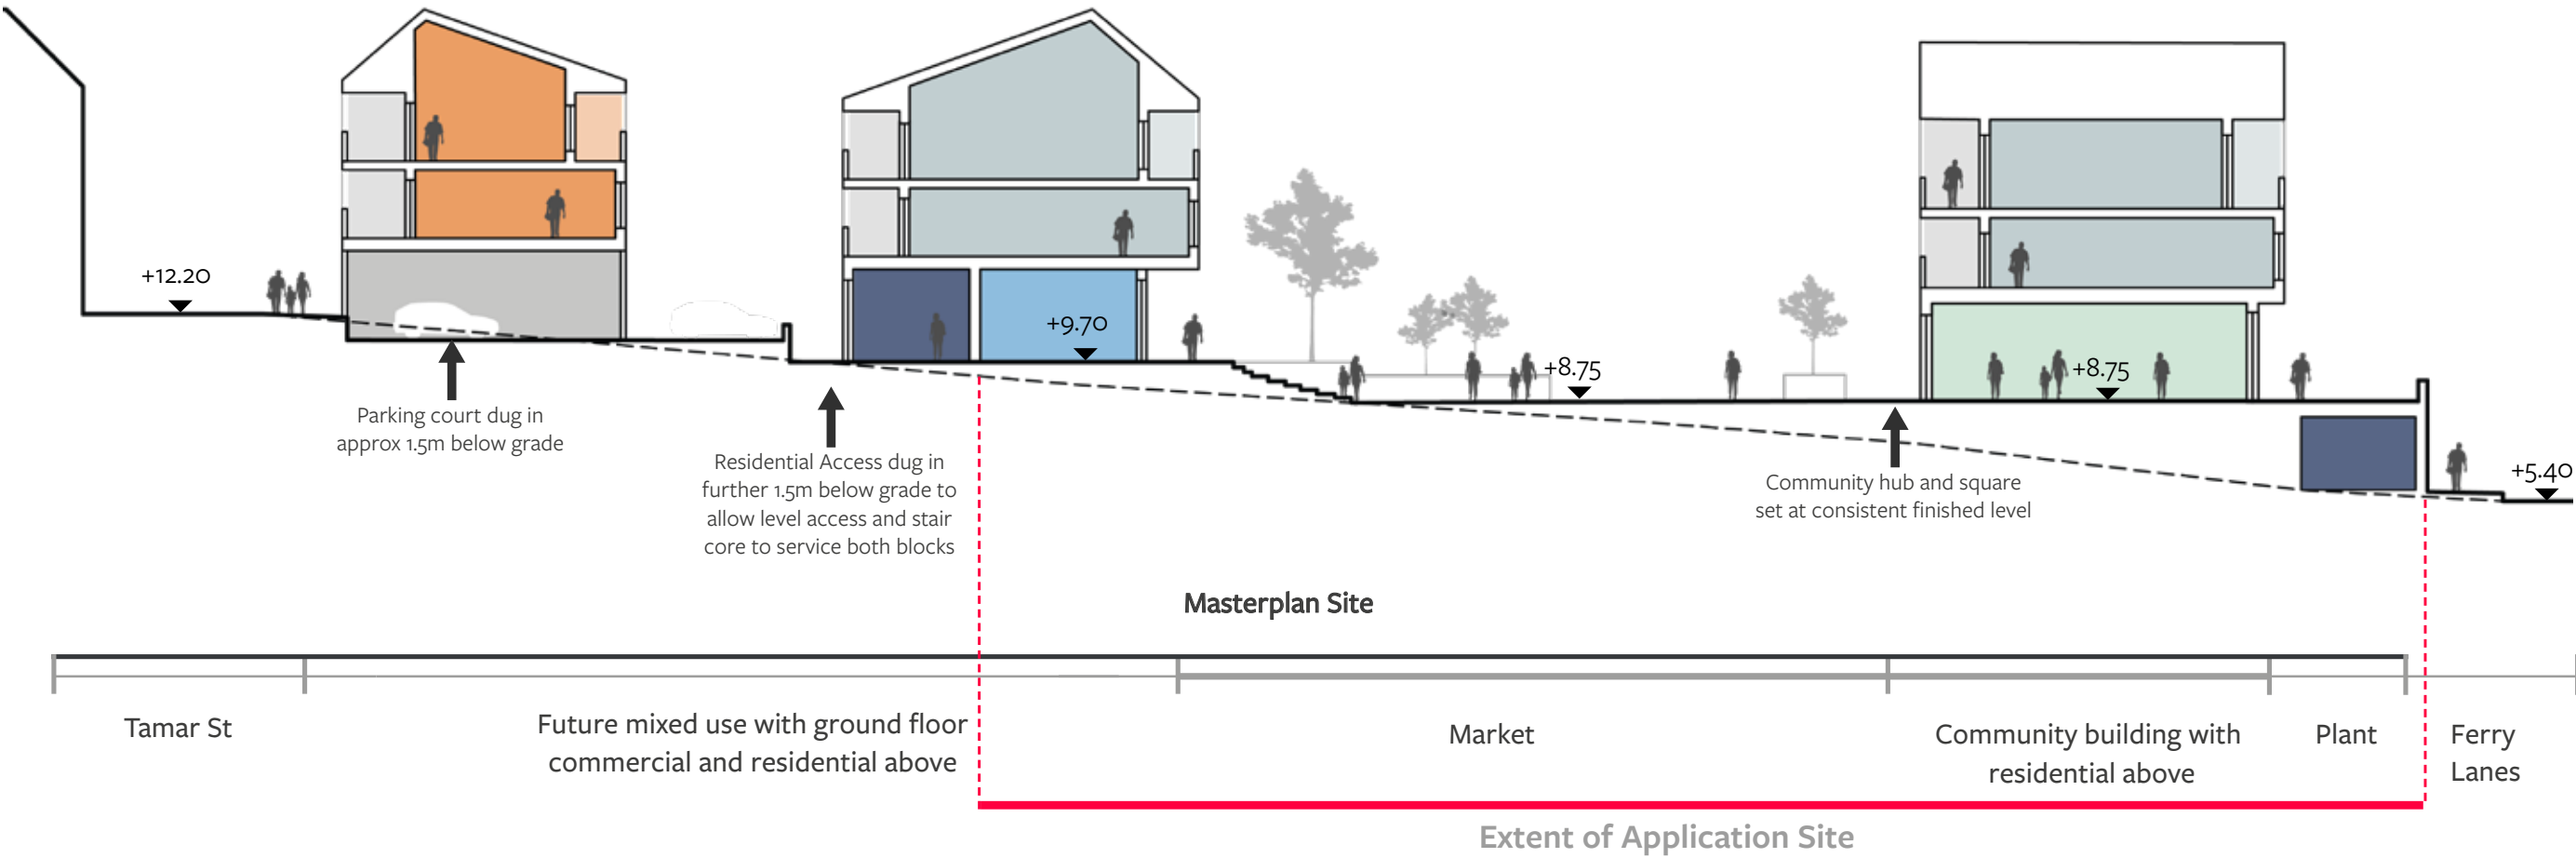 +12.20
+9.70
+8.75
+8.75
+5.40
Parking court dug in
approx 1.5m below grade
Residential Access dug in
further 1.5m below grade to
allow level access and stair
core to service both blocks
Community hub and square
set at consistent finished level
Masterplan Site
Tamar St
Future mixed use with ground floor
commercial and residential above
Market
Community building with
residential above
Plant
Ferry
Lanes
Extent of Application Site